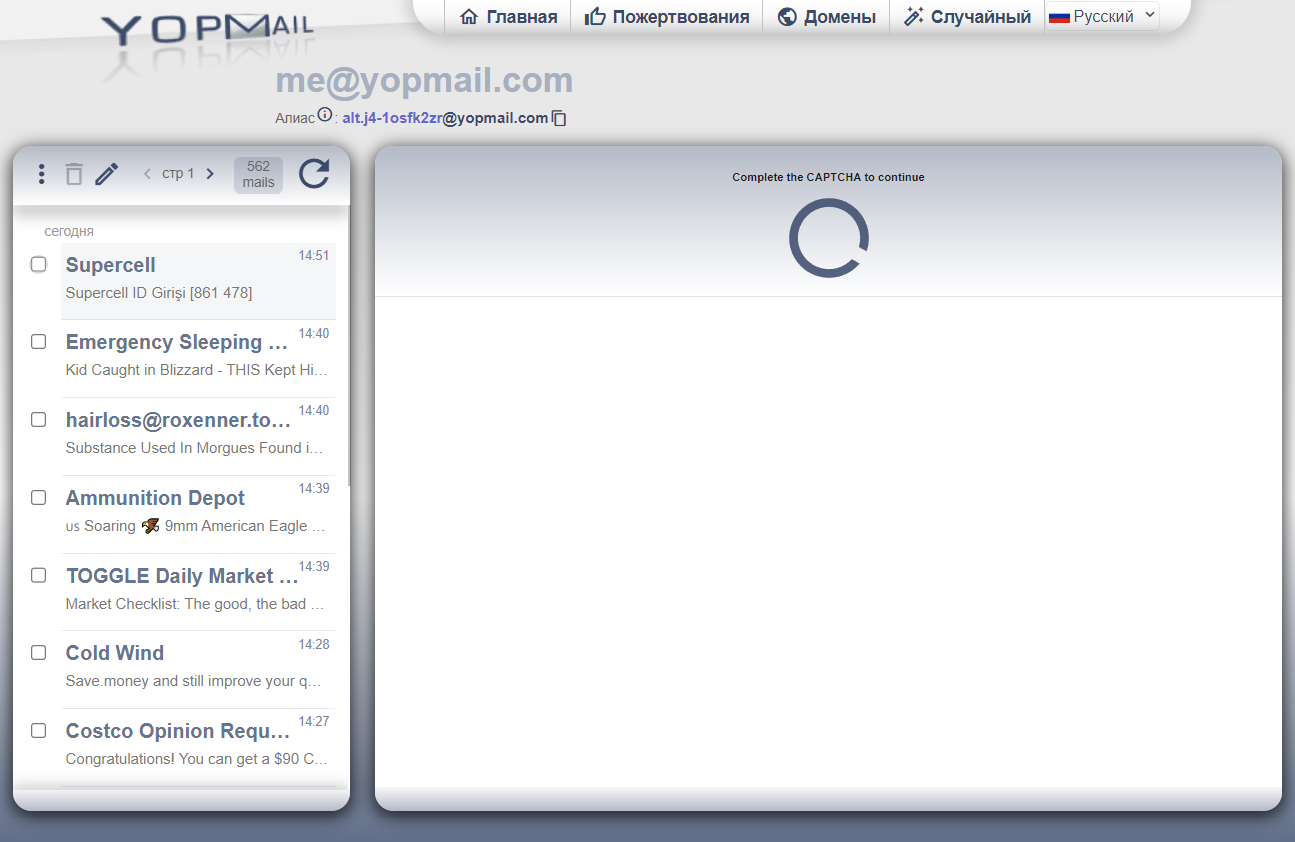 YOPMAIL
Главная
Пожертвования
Домены
Случайный
Русский
me@yopmail.com
Алиас : alt.j4-1osfk2zr@yopmail.com
стр 1
562
mails
Complete the CAPTCHA to continue
сегодня
Supercell 14:51
Supercell ID Girişi [861 478]
Emergency Sleeping ... 14:40
Kid Caught in Blizzard - THIS Kept Hi...
hairloss@roxenner.to... 14:40
Substance Used In Morgues Found i...
Ammunition Depot 14:39
us Soaring 9mm American Eagle ...
TOGGLE Daily Market ... 14:39
Market Checklist: The good, the bad ...
Cold Wind 14:28
Save.money and still improve your q...
Costco Opinion Requ... 14:27
Congratulations! You can get a $90 C...